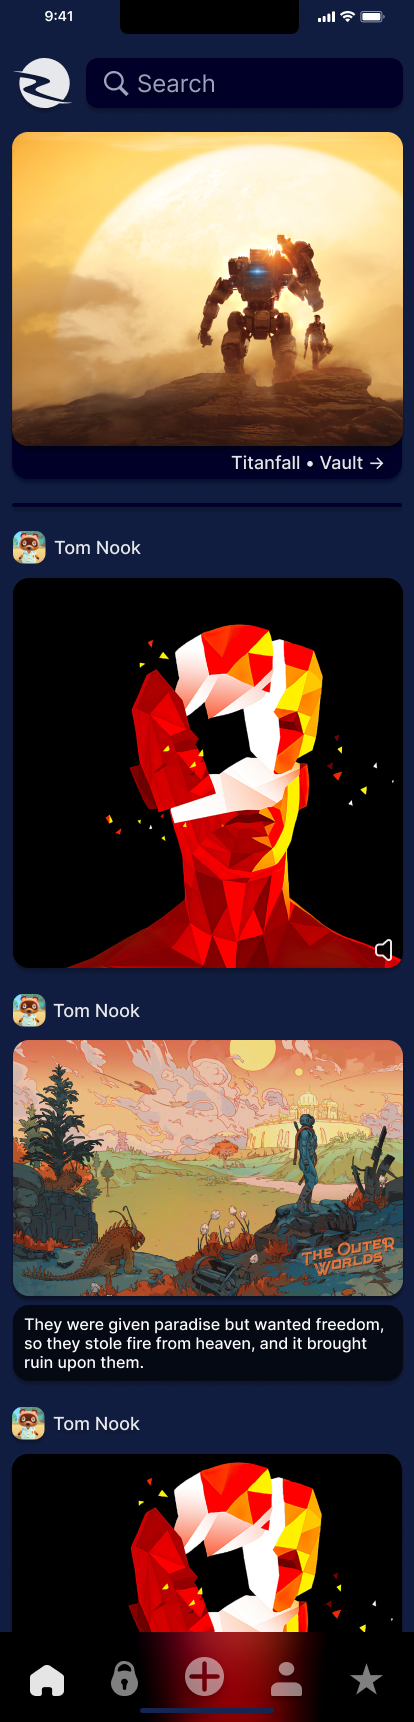 9:41
Search
Titanfall • Vault →
Tom Nook
Tom Nook
THE OUTER
WORLDS
They were given paradise but wanted freedom,
so they stole fire from heaven, and it brought
ruin upon them.
Tom Nook